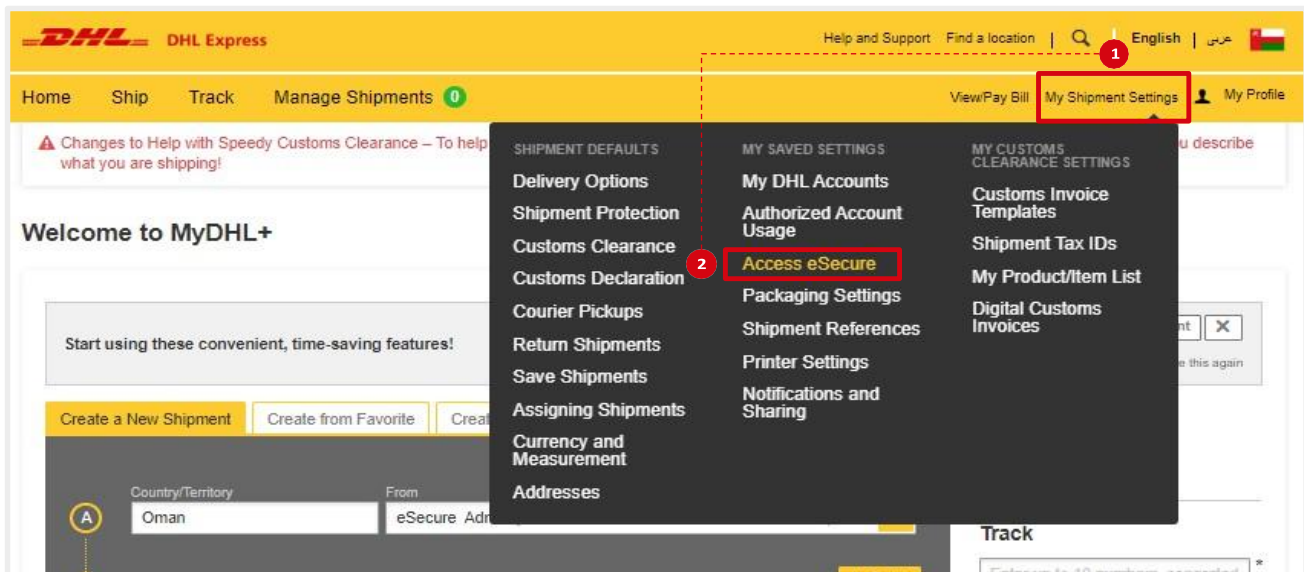 DHL DHL Express
Help and Support Find a location | | English | عربى
1
Home Ship Track Manage Shipments 0
View/Pay Bill My Shipment Settings My Profile
Changes to Help with Speedy Customs Clearance – To help
u describe
what you are shipping!
SHIPMENT DEFAULTS
Delivery Options
Shipment Protection
Customs Clearance
Customs Declaration
Courier Pickups
Return Shipments
Save Shipments
Assigning Shipments
Currency and
Measurement
Addresses
MY SAVED SETTINGS
My DHL Accounts
Authorized Account
Usage
2
Access eSecure
Packaging Settings
Shipment References
Printer Settings
Notifications and
Sharing
MY CUSTOMS
CLEARANCE SETTINGS
Customs Invoice
Templates
Shipment Tax IDs
My Product/Item List
Digital Customs
Invoices
Welcome to MyDHL+
Start using these convenient, time-saving features!
nt X
e this again
Create a New Shipment Create from Favorite Creat
Country/Territory From
A Oman eSecure
Track